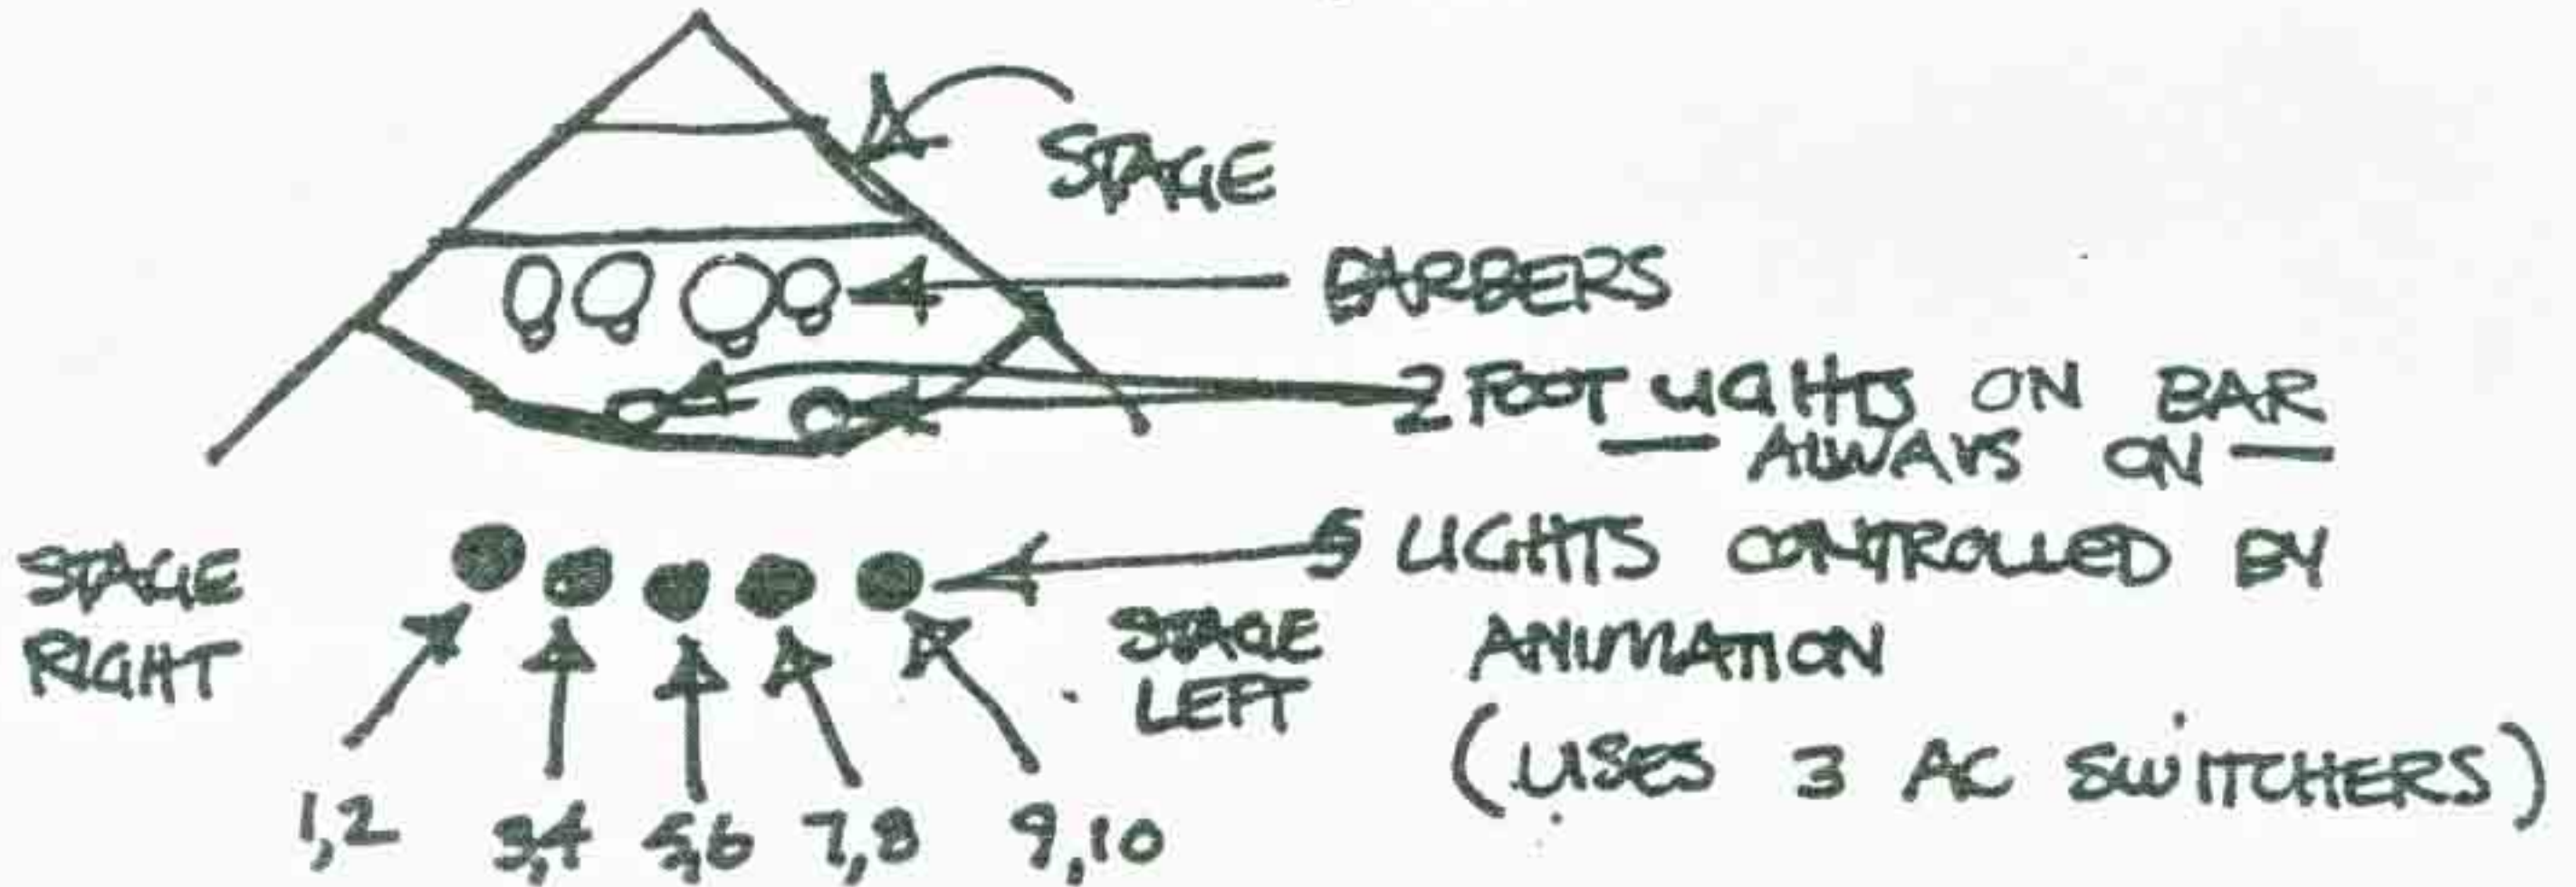 STAGE
BARBERS
2 FOOT LIGHTS ON BAR
— ALWAYS ON —
5 LIGHTS CONTROLLED BY
ANIMATION
(USES 3 AC SWITCHERS)
STAGE
RIGHT
STAGE
LEFT
1,2
3,4
5,6
7,8
9,10